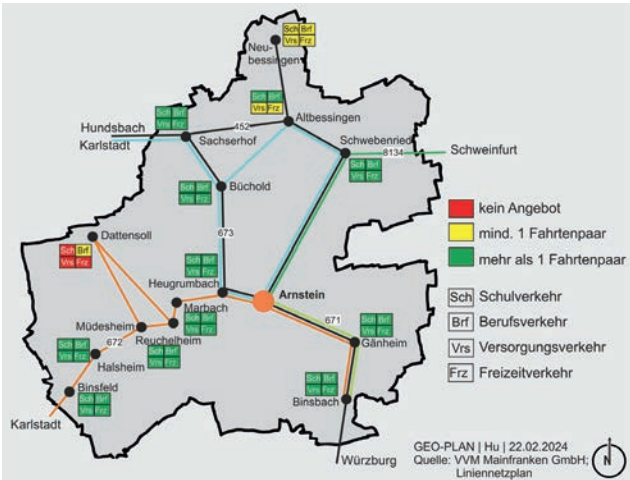 Sch Brf
Vrs Frz
Neu-
bessingen
Sch Brf
Vrs Frz
Altbessingen
Sch Brf
Vrs Frz
Hundsbach
Karlstadt
452
Sachserhof
Schwebenried
8134
Schweinfurt
Sch Brf
Vrs Frz
Sch Brf
Vrs Frz
Büchold
kein Angebot
mind. 1 Fahrtenpaar
mehr als 1 Fahrtenpaar
673
Dattensoll
Sch Brf
Vrs Frz
Sch Brf
Vrs Frz
Heugrumbach
Arnstein
Marbach
Sch Brf
Vrs Frz
Müdesheim
Reuchelheim
Sch Brf
Vrs Frz
671
Sch Brf
Vrs Frz
Gänheim
672
Sch Brf
Vrs Frz
Halsheim
Binsfeld
Sch Brf
Vrs Frz
Karlstadt
Sch Brf
Vrs Frz
Binsbach
Würzburg
Sch Schulverkehr
Brf Berufsverkehr
Vrs Versorgungsverkehr
Frz Freizeitverkehr
GEO-PLAN | Hu | 22.02.2024
Quelle: VVM Mainfranken GmbH;
Liniennetzplan
N